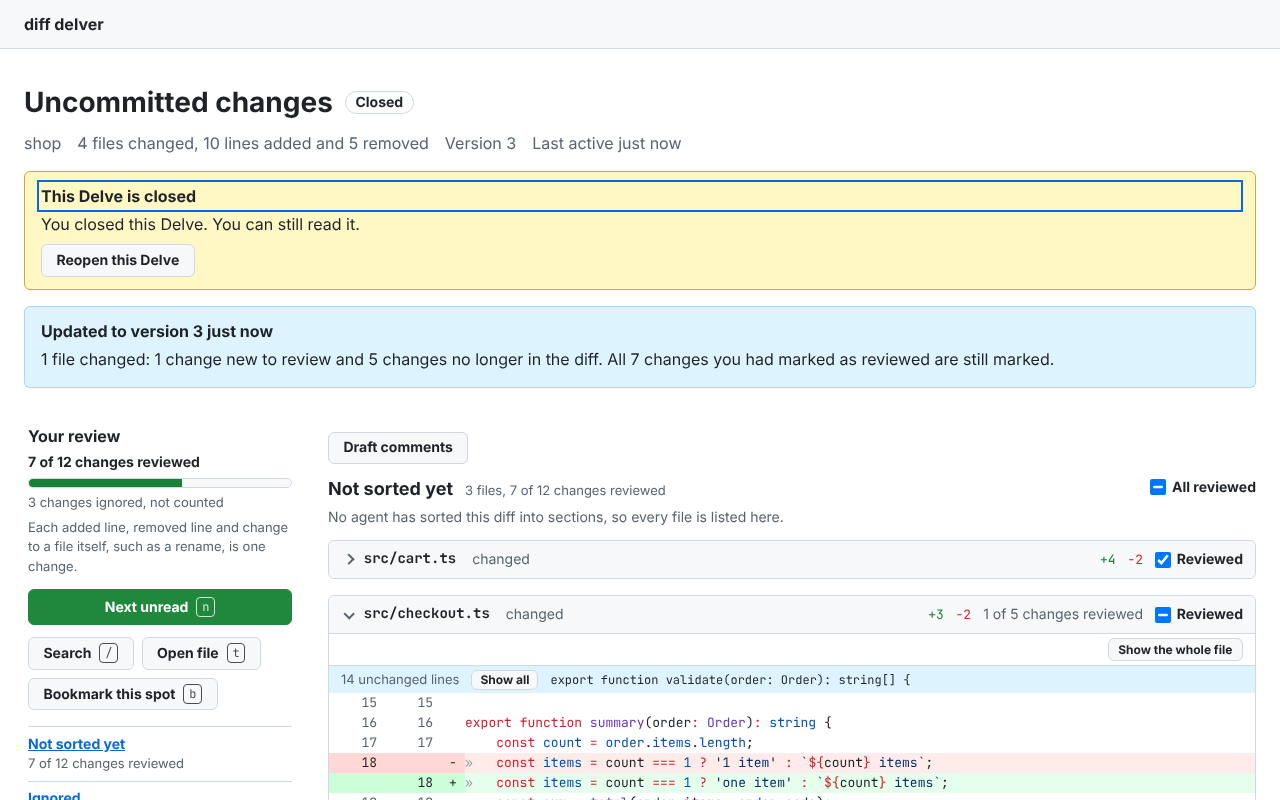 diff delver
Uncommitted changes Closed
shop 4 files changed, 10 lines added and 5 removed Version 3 Last active just now
This Delve is closed
You closed this Delve. You can still read it.
Reopen this Delve
Updated to version 3 just now
1 file changed: 1 change new to review and 5 changes no longer in the diff. All 7 changes you had marked as reviewed are still marked.
Your review
7 of 12 changes reviewed
3 changes ignored, not counted
Each added line, removed line and change
to a file itself, such as a rename, is one
change.
Next unread n
Search /
Open file t
Bookmark this spot b
Not sorted yet
7 of 12 changes reviewed
Ignored
Draft comments
Not sorted yet 3 files, 7 of 12 changes reviewed All reviewed
No agent has sorted this diff into sections, so every file is listed here.
src/cart.ts changed +4 -2 Reviewed
src/checkout.ts changed +3 -2 1 of 5 changes reviewed Reviewed
Show the whole file
14 unchanged lines Show all export function validate(order: Order): string[] {
15 15
16 16 export function summary(order: Order): string {
17 17 const count = order.items.length;
18 - » const items = count === 1 ? '1 item' : `${count} items`;
18 + » const items = count === 1 ? 'one item' : `${count} items`;